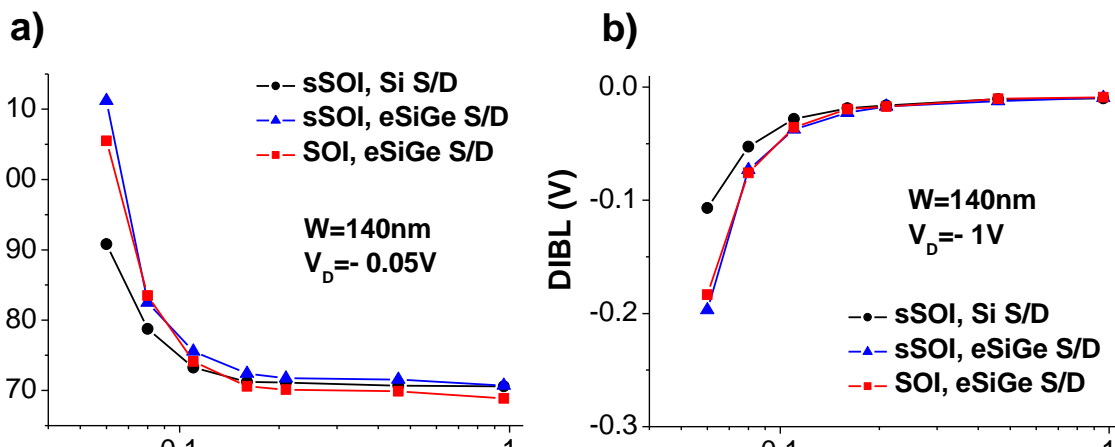 a)
sSOI, Si S/D
sSOI, eSiGe S/D
SOI, eSiGe S/D
10
00
90
80
70
W=140nm
V_D=- 0.05V
0.1
1
b)
0.0
-0.1
-0.2
-0.3
DIBL (V)
W=140nm
V_D=- 1V
sSOI, Si S/D
sSOI, eSiGe S/D
SOI, eSiGe S/D
0.1
1